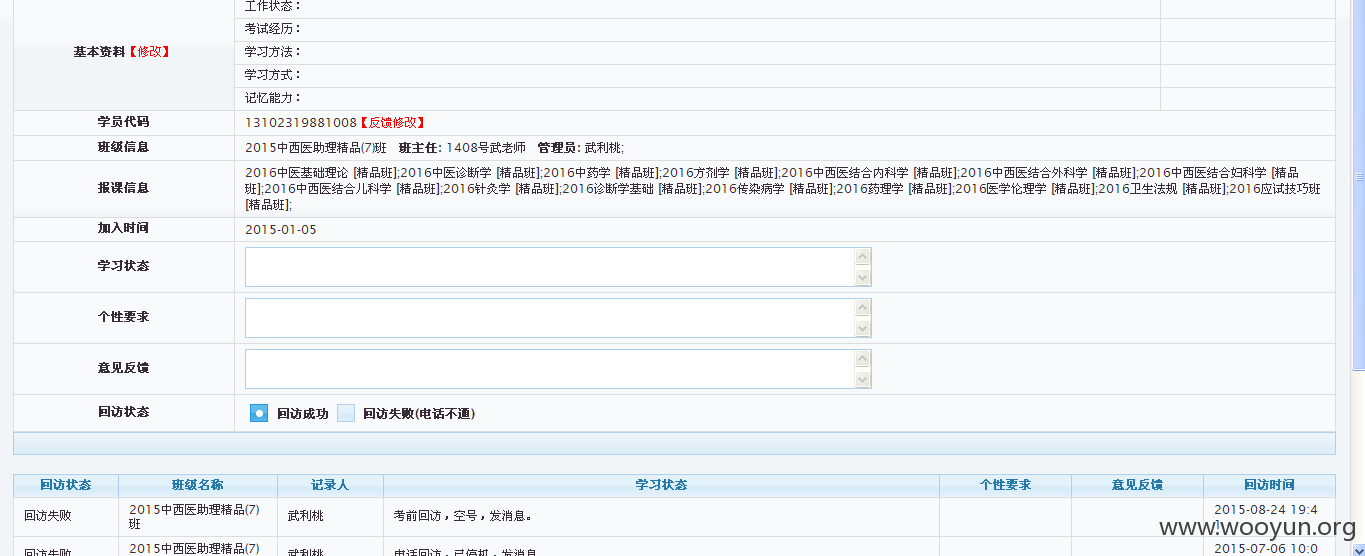 工作状态：
考试经历：
基本资料【修改】
学习方法：
学习方式：
记忆能力：
学员代码 13102319881008【反馈修改】
班级信息 2015中西医助理精品(7)班 班主任: 1408号武老师 管理员: 武利桃;
报课信息
2016中医基础理论 [精品班];2016中医诊断学 [精品班];2016中药学 [精品班];2016方剂学 [精品班];2016中西医结合内科学 [精品班];2016中西医结合外科学 [精品班];2016中西医结合妇科学 [精品
班];2016中西医结合儿科学 [精品班];2016针灸学 [精品班];2016诊断学基础 [精品班];2016传染病学 [精品班];2016药理学 [精品班];2016医学伦理学 [精品班];2016卫生法规 [精品班];2016应试技巧班
[精品班];
加入时间 2015-01-05
学习状态
个性要求
意见反馈
回访状态 回访成功 回访失败(电话不通)
回访状态 班级名称 记录人 学习状态 个性要求 意见反馈 回访时间
回访失败 2015中西医助理精品(7)班 武利桃 考前回访，空号，发消息。 2015-08-24 19:4
回访失败 2015中西医助理精品(7) 武利桃 电话回访，已停机，发消息 2015-07-06 10:0
www.wooyun.org